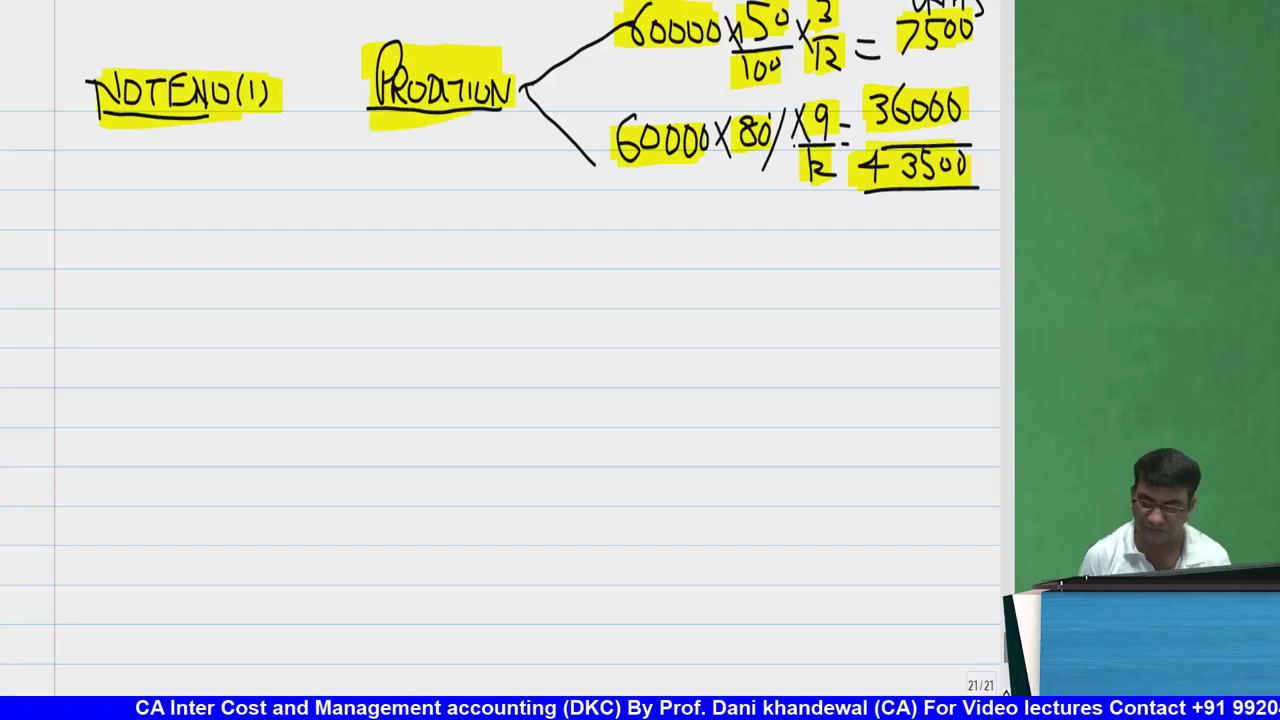 UNITS
60000 x 50/100 x 3/12 = 7500
NOTE NO (1) PRODUTION
60000 x 80/ x 9/12 = 36000
43500
21/21
CA Inter Cost and Management accounting (DKC) By Prof. Dani khandewal (CA) For Video lectures Contact +91 9920